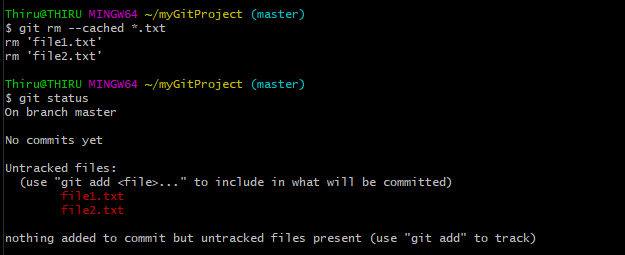 Thiru@THIRU MINGW64 ~/myGitProject (master)
$ git rm --cached *.txt
rm 'file1.txt'
rm 'file2.txt'
Thiru@THIRU MINGW64 ~/myGitProject (master)
$ git status
On branch master
No commits yet
Untracked files:
(use "git add <file>..." to include in what will be committed)
file1.txt
file2.txt
nothing added to commit but untracked files present (use "git add" to track)